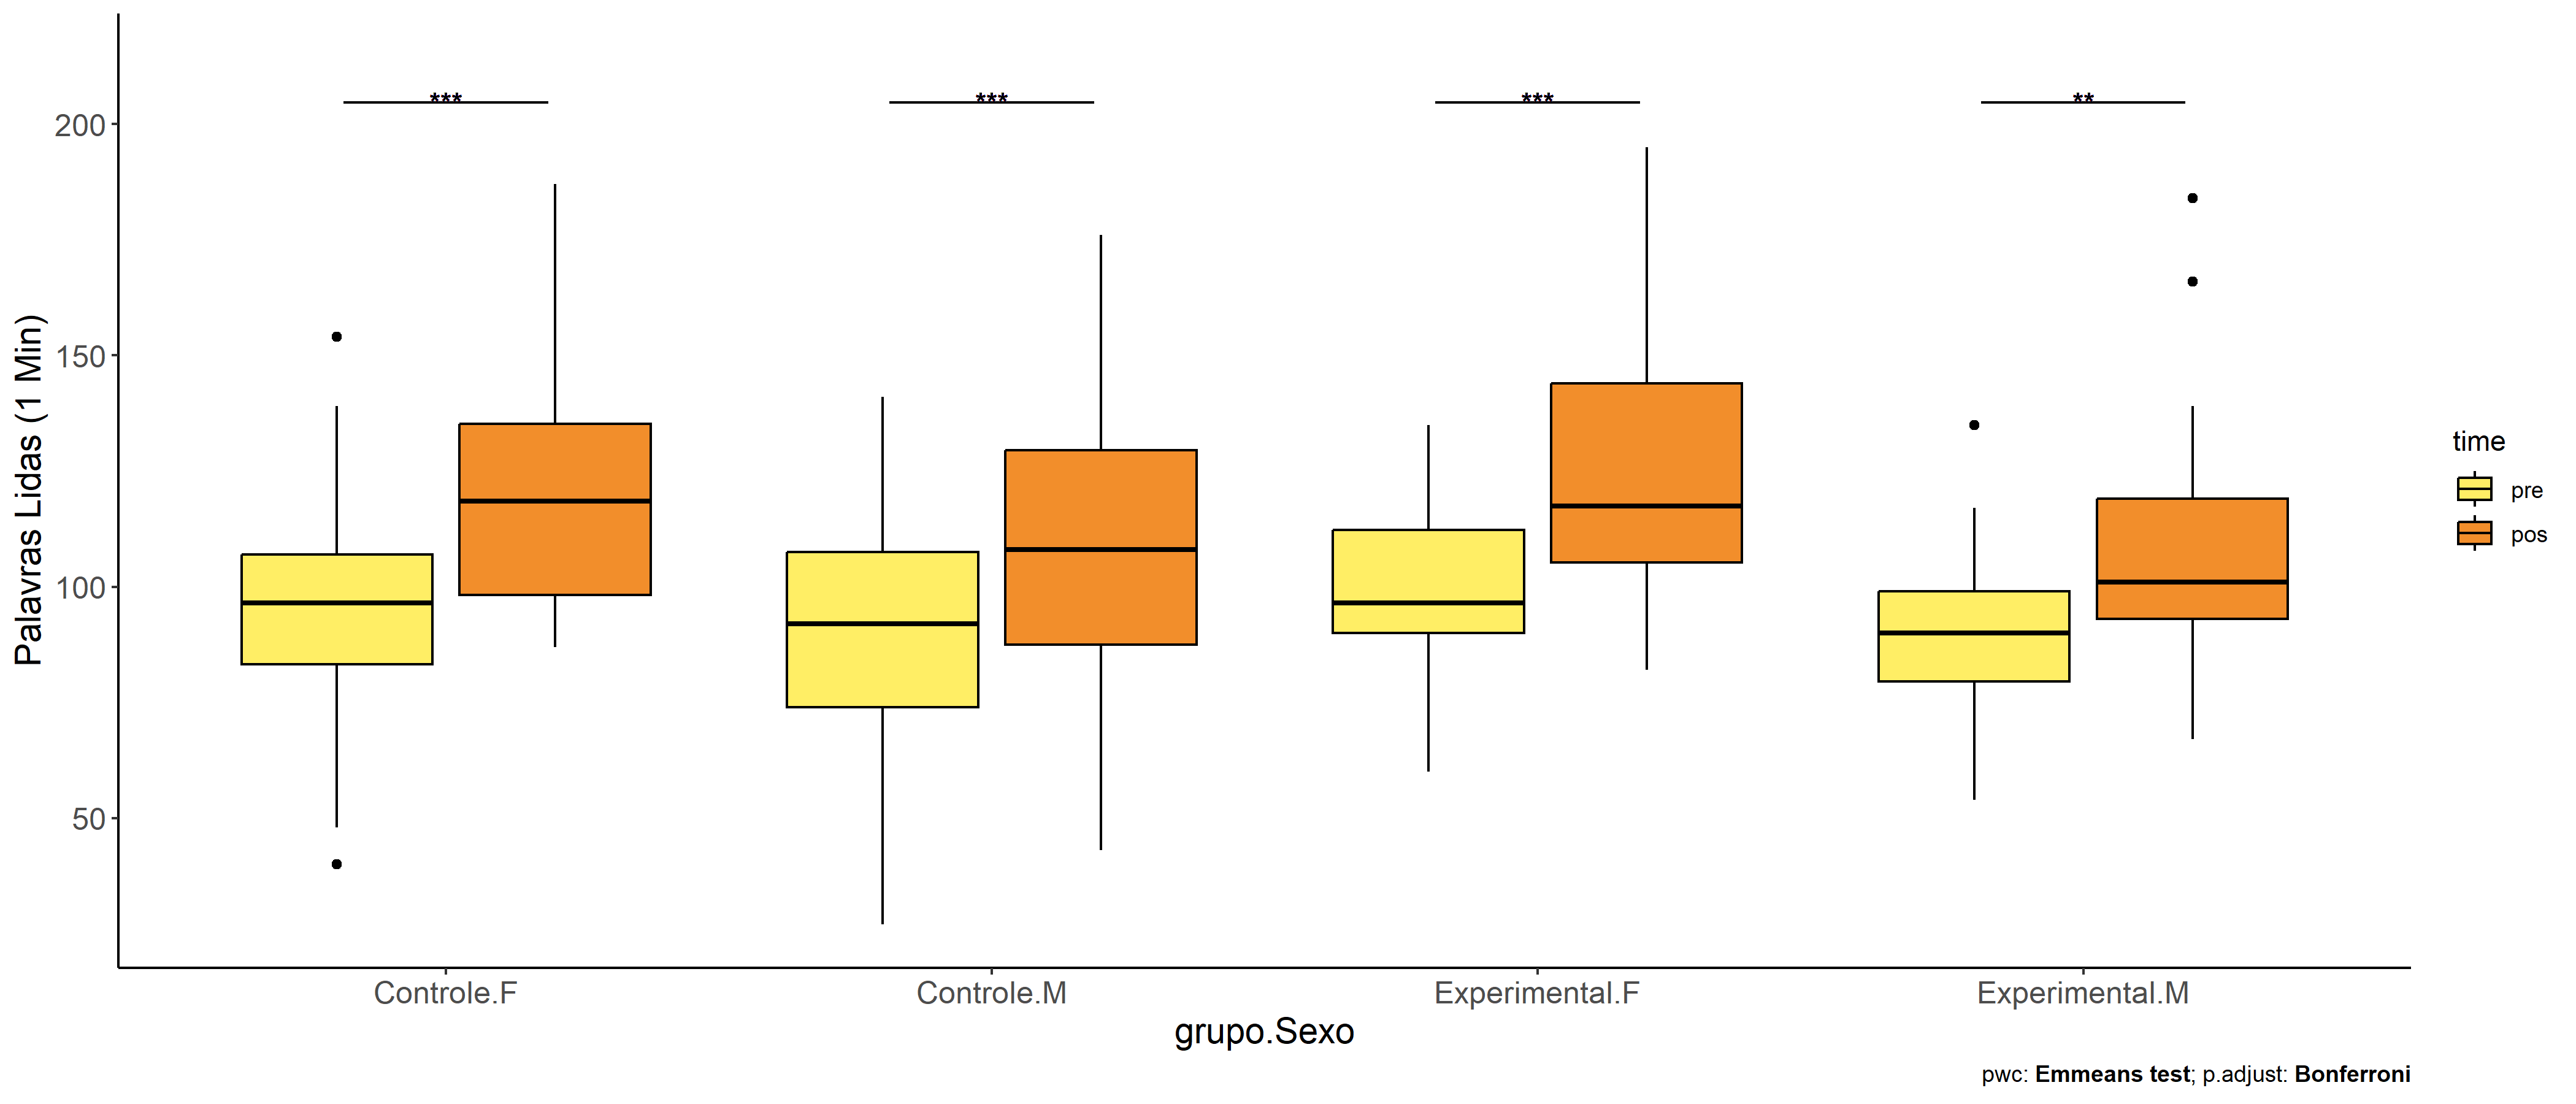 *** *** *** **
Palavras Lidas (1 Min)
200
150
100
50
Controle.F Controle.M Experimental.F Experimental.M
grupo.Sexo
time
pre
pos
pwc: Emmeans test; p.adjust: Bonferroni